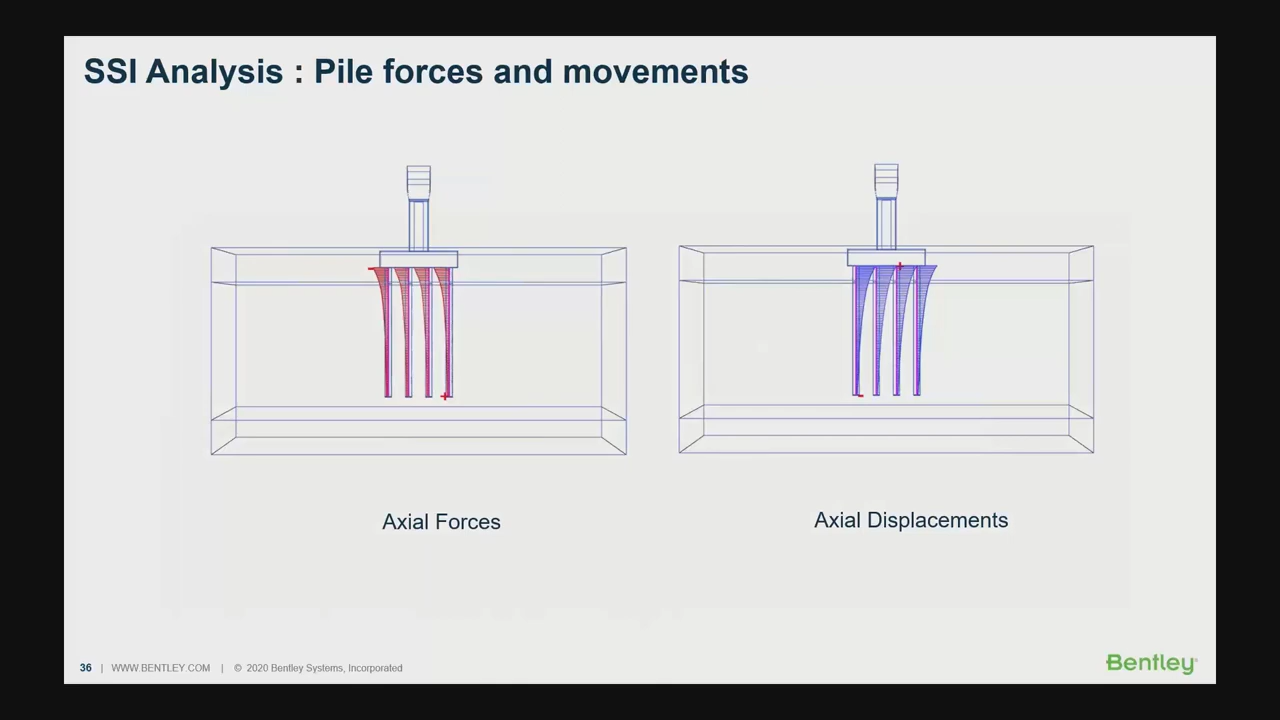 SSI Analysis : Pile forces and movements
Axial Forces
Axial Displacements
36 | WWW.BENTLEY.COM | © 2020 Bentley Systems, Incorporated
Bentley